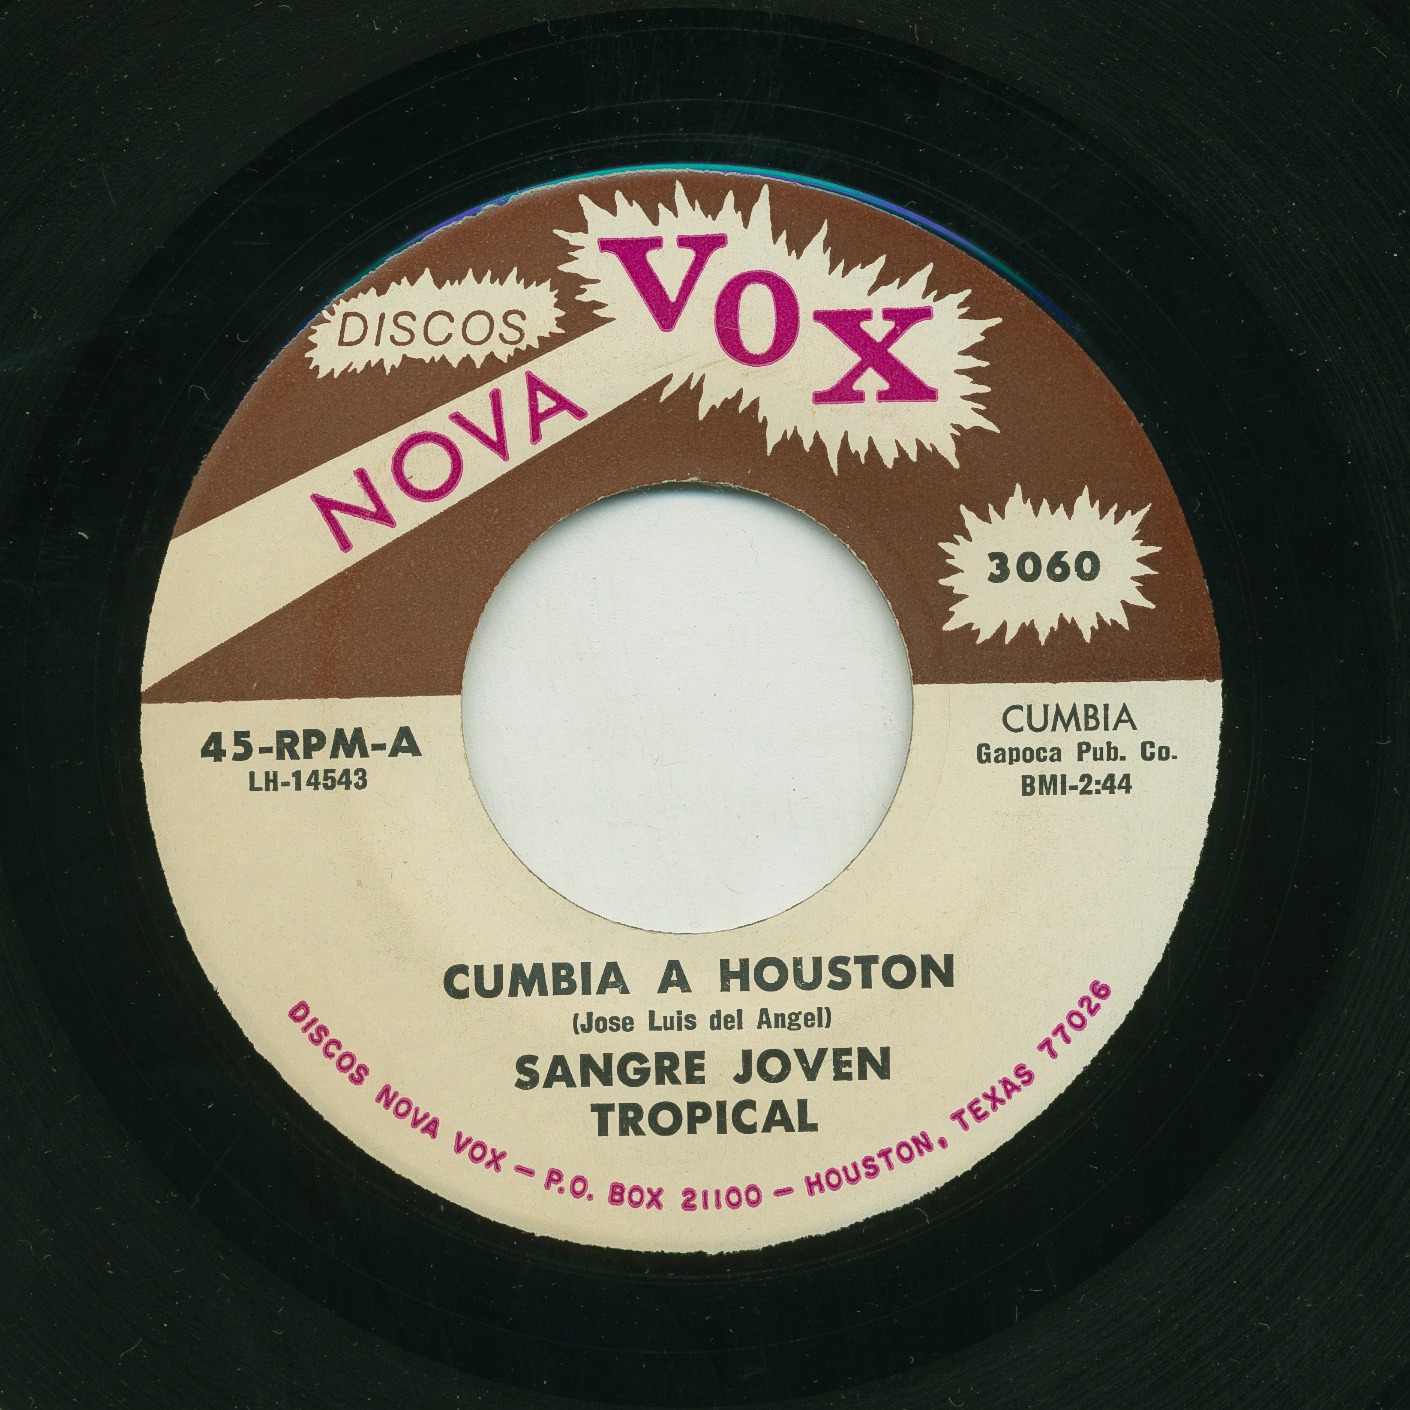 DISCOS
NOVA
VOX
3060
45-RPM-A
LH-14543
CUMBIA
Gapoca Pub. Co.
BMI-2:44
CUMBIA A HOUSTON
(Jose Luis del Angel)
SANGRE JOVEN
TROPICAL
DISCOS NOVA VOX — P.O. BOX 21100 — HOUSTON, TEXAS 77026